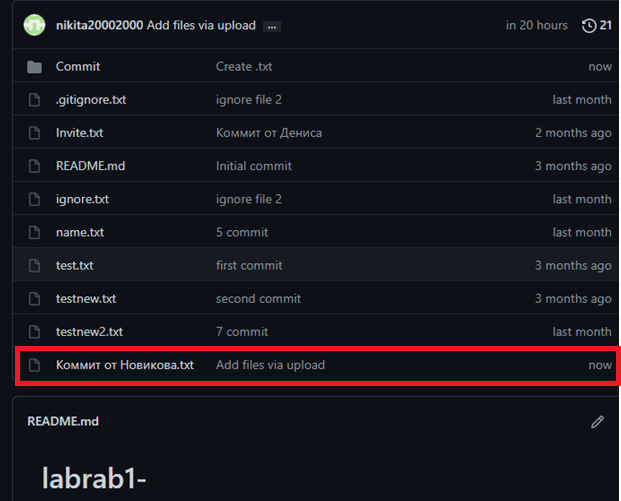 nikita20002000 Add files via upload ... in 20 hours 21
Commit Create .txt now
.gitignore.txt ignore file 2 last month
Invite.txt Коммит от Дениса 2 months ago
README.md Initial commit 3 months ago
ignore.txt ignore file 2 last month
name.txt 5 commit last month
test.txt first commit 3 months ago
testnew.txt second commit 3 months ago
testnew2.txt 7 commit last month
Коммит от Новикова.txt Add files via upload now
README.md
labrab1-